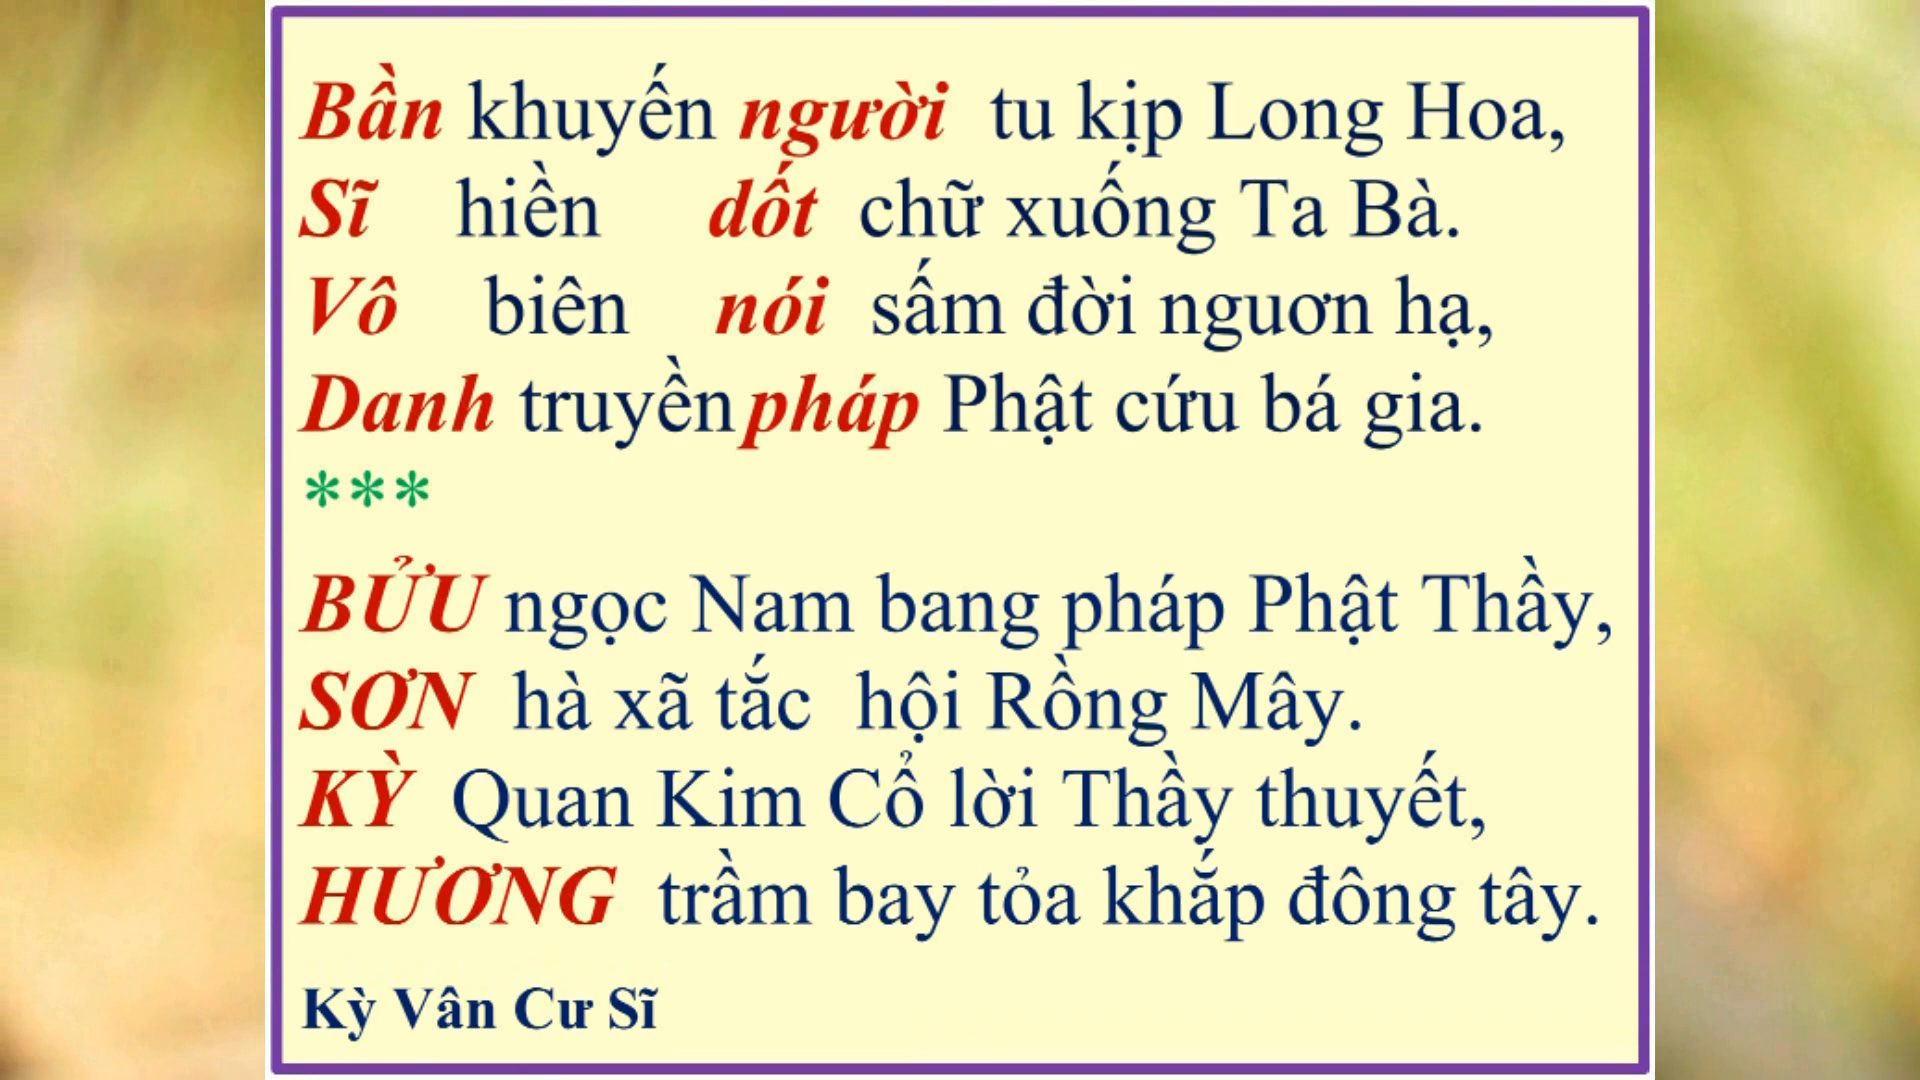 Bần khuyến người tu kịp Long Hoa,
Sĩ hiền dốt chữ xuống Ta Bà.
Vô biên nói sấm đời nguơn hạ,
Danh truyền pháp Phật cứu bá gia.
***
BỬU ngọc Nam bang pháp Phật Thầy,
SƠN hà xã tắc hội Rồng Mây.
KỲ Quan Kim Cổ lời Thầy thuyết,
HƯƠNG trầm bay tỏa khắp đông tây.
Kỳ Vân Cư Sĩ